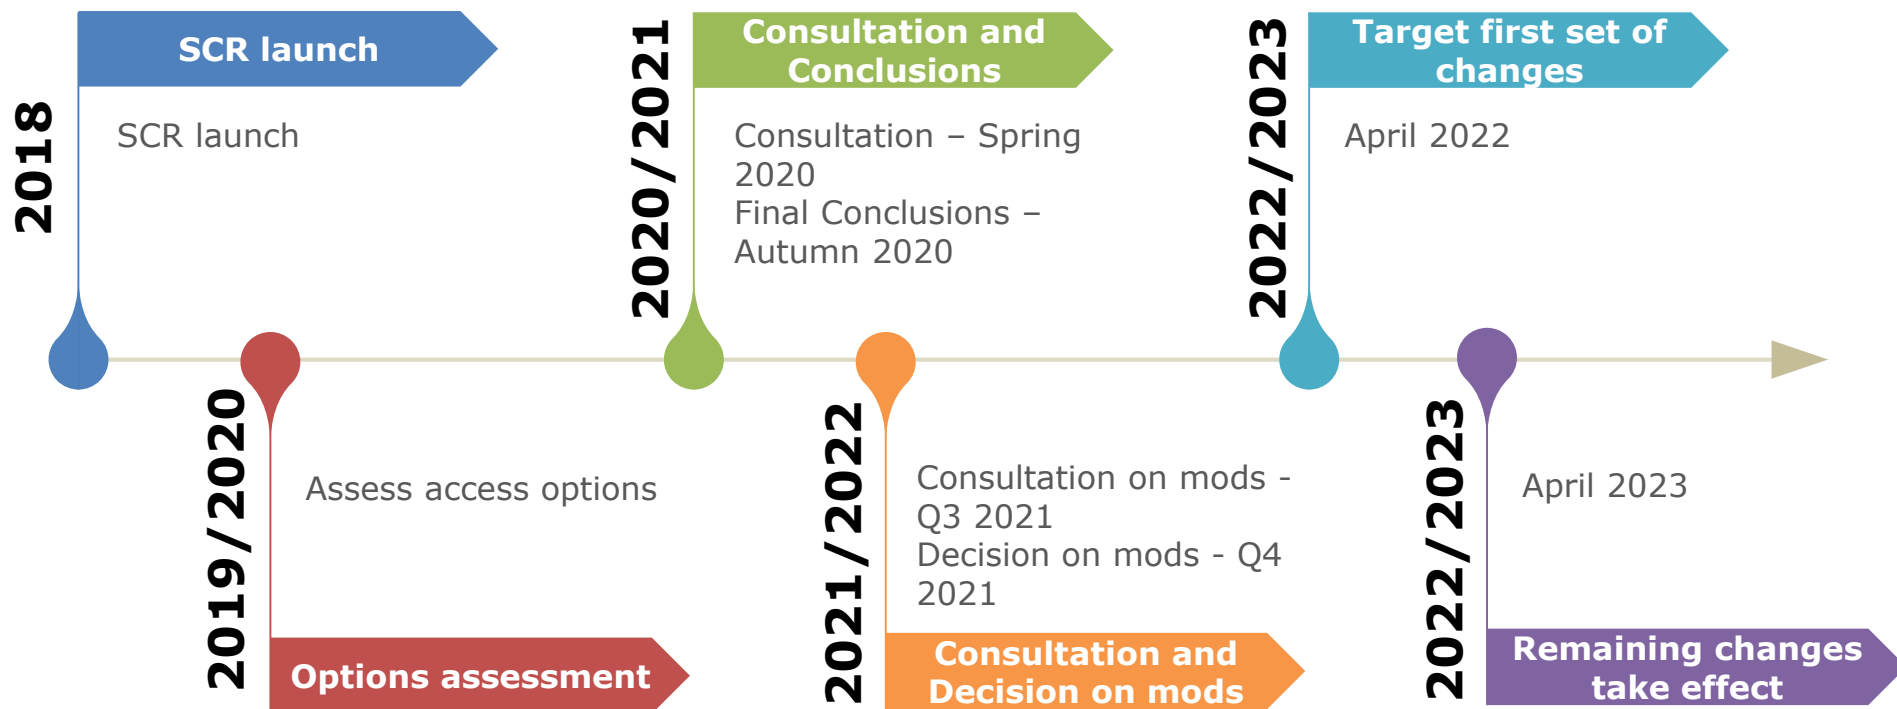 2018
SCR launch
SCR launch
2019/2020
Assess access options
Options assessment
2020/2021
Consultation and
Conclusions
Consultation – Spring
2020
Final Conclusions –
Autumn 2020
2021/2022
Consultation on mods -
Q3 2021
Decision on mods - Q4
2021
Consultation and
Decision on mods
2022/2023
Target first set of
changes
April 2022
2022/2023
April 2023
Remaining changes
take effect